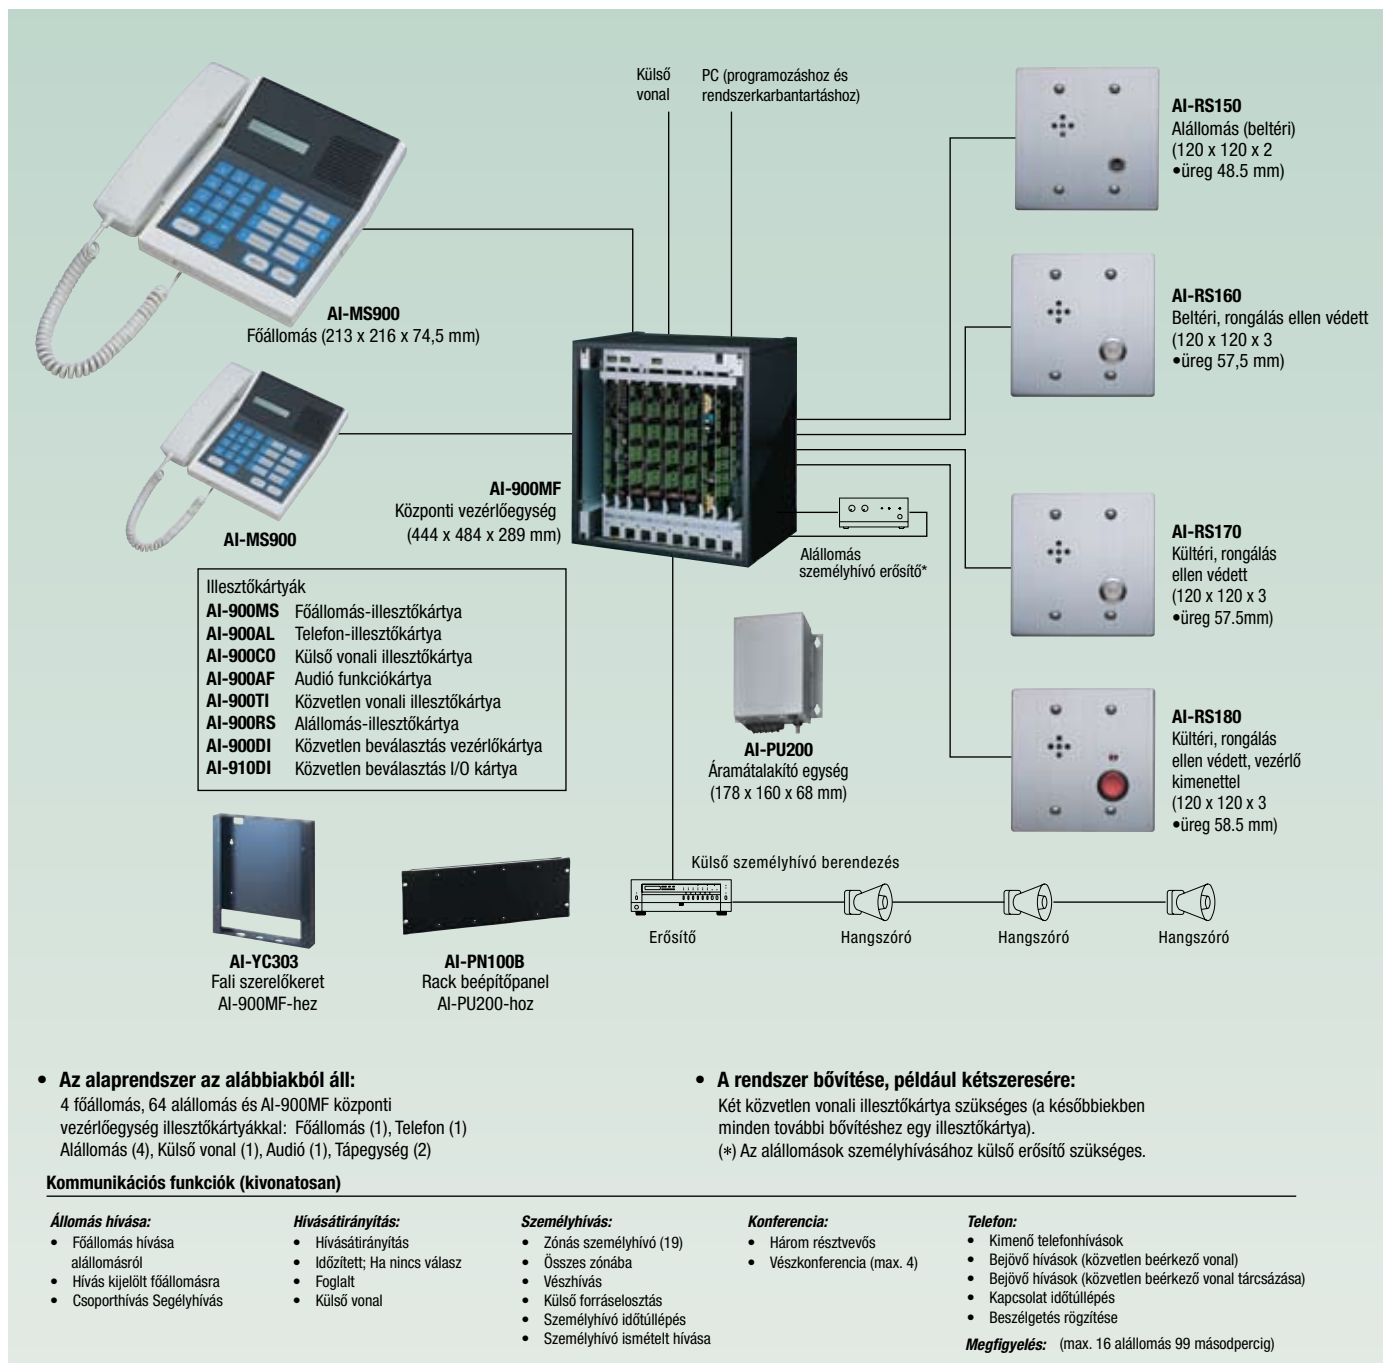 Külső
vonal
PC (programozáshoz és
rendszerkarbantartáshoz)
AI-RS150
Alállomás (beltéri)
(120 x 120 x 2
•üreg 48.5 mm)
AI-MS900
Főállomás (213 x 216 x 74,5 mm)
AI-RS160
Beltéri, rongálás ellen védett
(120 x 120 x 3
•üreg 57,5 mm)
AI-MS900
AI-900MF
Központi vezérlőegység
(444 x 484 x 289 mm)
Alállomás
személyhívó erősítő*
AI-RS170
Kültéri, rongálás
ellen védett
(120 x 120 x 3
•üreg 57.5mm)
Illesztőkártyák
AI-900MS Főállomás-illesztőkártya
AI-900AL Telefon-illesztőkártya
AI-900CO Külső vonali illesztőkártya
AI-900AF Audió funkciókártya
AI-900TI Közvetlen vonali illesztőkártya
AI-900RS Alállomás-illesztőkártya
AI-900DI Közvetlen beválasztás vezérlőkártya
AI-910DI Közvetlen beválasztás I/O kártya
AI-PU200
Áramátalakító egység
(178 x 160 x 68 mm)
AI-RS180
Kültéri, rongálás
ellen védett, vezérlő
kimenettel
(120 x 120 x 3
•üreg 58.5 mm)
Külső személyhívó berendezés
Erősítő
Hangszóró
Hangszóró
Hangszóró
AI-YC303
Fali szerelőkeret
AI-900MF-hez
AI-PN100B
Rack beépítőpanel
AI-PU200-hoz
• Az alaprendszer az alábbiakból áll:
4 főállomás, 64 alállomás és AI-900MF központi
vezérlőegység illesztőkártyákkal: Főállomás (1), Telefon (1)
Alállomás (4), Külső vonal (1), Audió (1), Tápegység (2)
• A rendszer bővítése, például kétszeresére:
Két közvetlen vonali illesztőkártya szükséges (a későbbiekben
minden további bővítéshez egy illesztőkártya).
(*) Az alállomások személyhívásához külső erősítő szükséges.
Kommunikációs funkciók (kivonatosan)
Állomás hívása:
• Főállomás hívása
alállomásról
• Hívás kijelölt főállomásra
• Csoporthívás Segélyhívás
Hívásátirányítás:
• Hívásátirányítás
• Időzített; Ha nincs válasz
• Foglalt
• Külső vonal
Személyhívás:
• Zónás személyhívó (19)
• Összes zónába
• Vészhívás
• Külső forráselosztás
• Személyhívó időtúllépés
• Személyhívó ismételt hívása
Konferencia:
• Három résztvevős
• Vészkonferencia (max. 4)
Telefon:
• Kimenő telefonhívások
• Bejövő hívások (közvetlen beérkező vonal)
• Bejövő hívások (közvetlen beérkező vonal tárcsázása)
• Kapcsolat időtúllépés
• Beszélgetés rögzítése
Megfigyelés: (max. 16 alállomás 99 másodpercig)